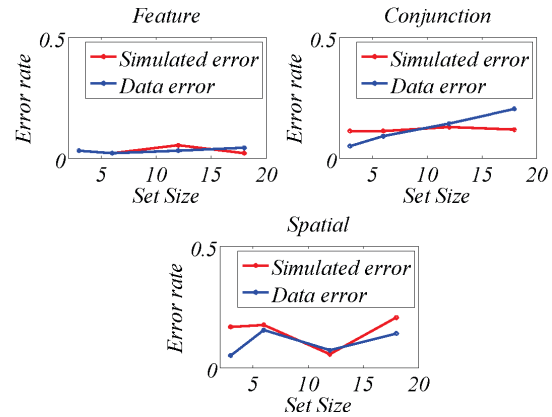 Feature
0.5
Simulated error
Data error
Error rate
0
5 10 15 20
Set Size
Conjunction
0.5
Simulated error
Data error
Error rate
0
5 10 15 20
Set Size
Spatial
0.5
Simulated error
Data error
Error rate
0
5 10 15 20
Set Size